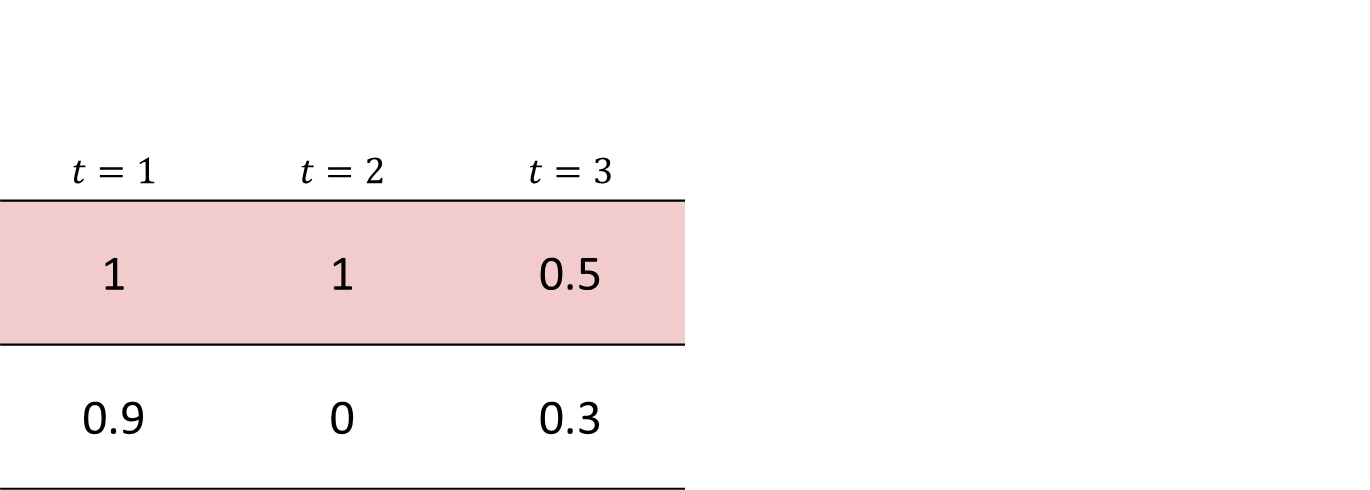 t = 1 t = 2 t = 3
1 1 0.5
0.9 0 0.3